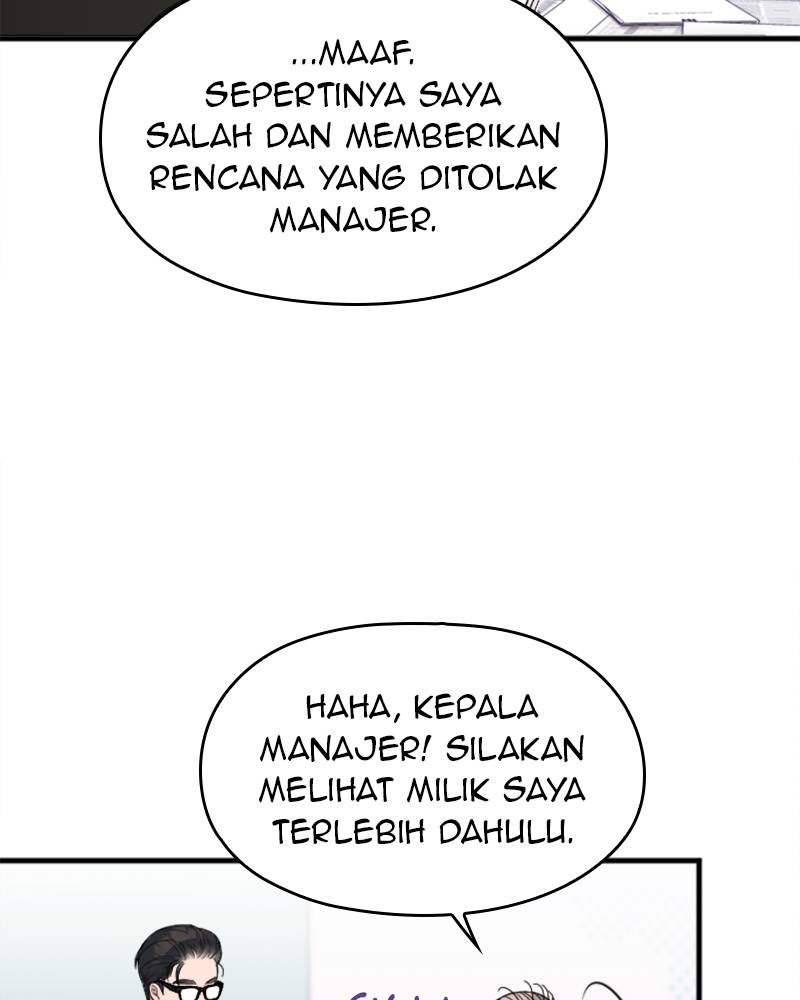 ...MAAF.
SEPERTINYA SAYA
SALAH DAN MEMBERIKAN
RENCANA YANG DITOLAK
MANAJER.
HAHA, KEPALA
MANAJER! SILAKAN
MELIHAT MILIK SAYA
TERLEBIH DAHULU.